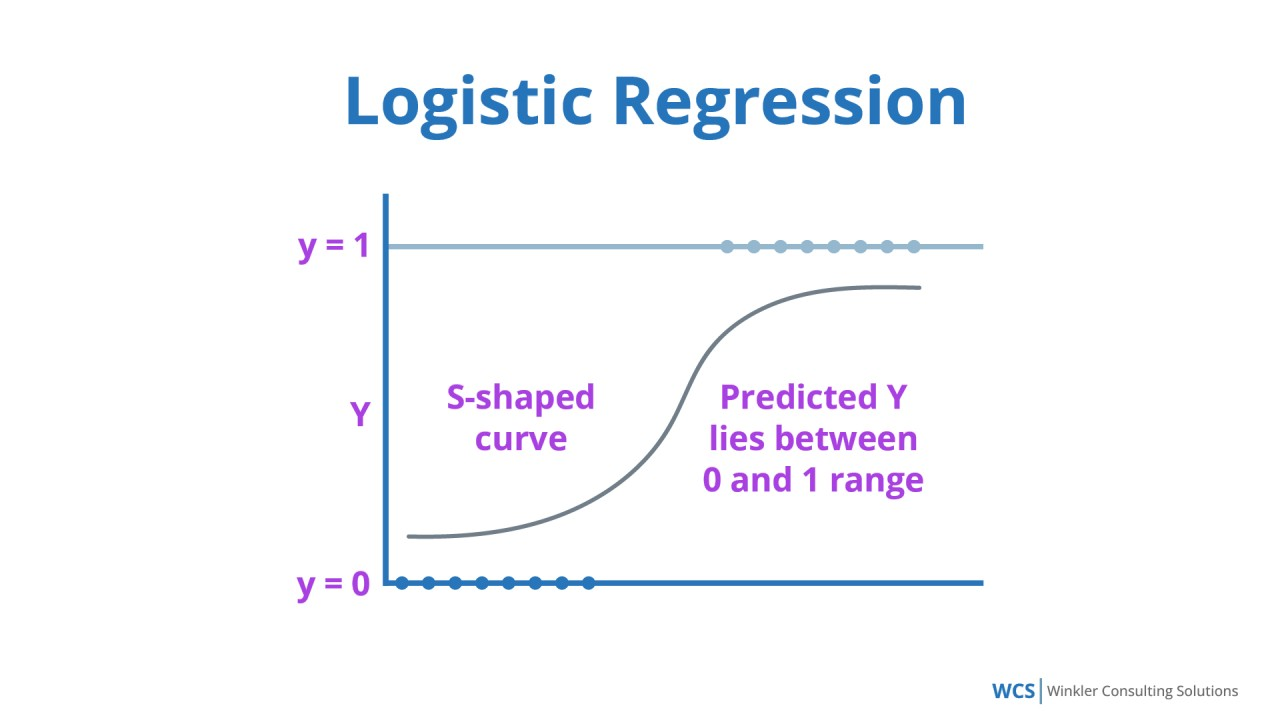 Logistic Regression
y = 1
S-shaped
curve
Predicted Y
lies between
0 and 1 range
Y
y = 0
WCS Winkler Consulting Solutions